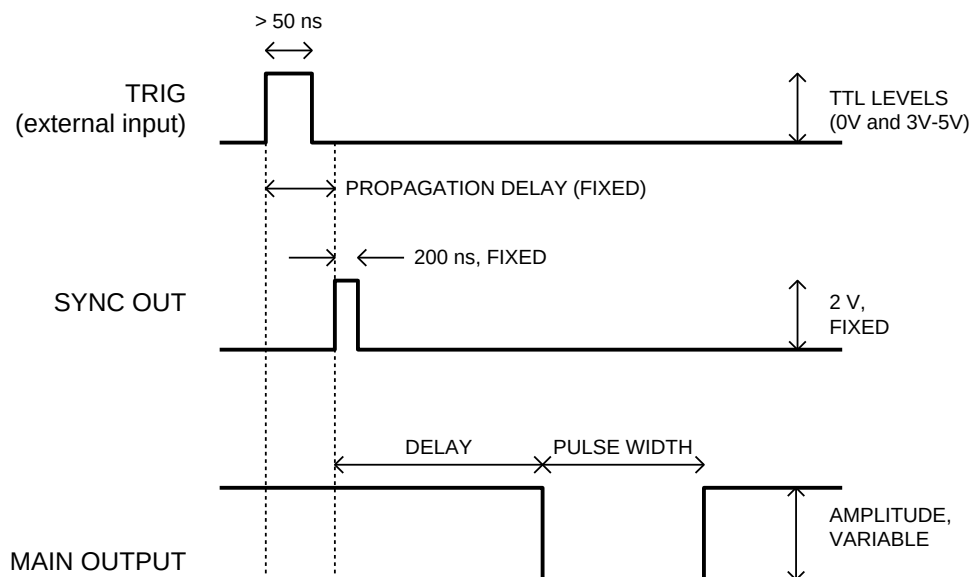 > 50 ns
TRIG
(external input)
TTL LEVELS
(0V and 3V-5V)
PROPAGATION DELAY (FIXED)
200 ns, FIXED
SYNC OUT
2 V,
FIXED
DELAY
PULSE WIDTH
AMPLITUDE,
VARIABLE
MAIN OUTPUT